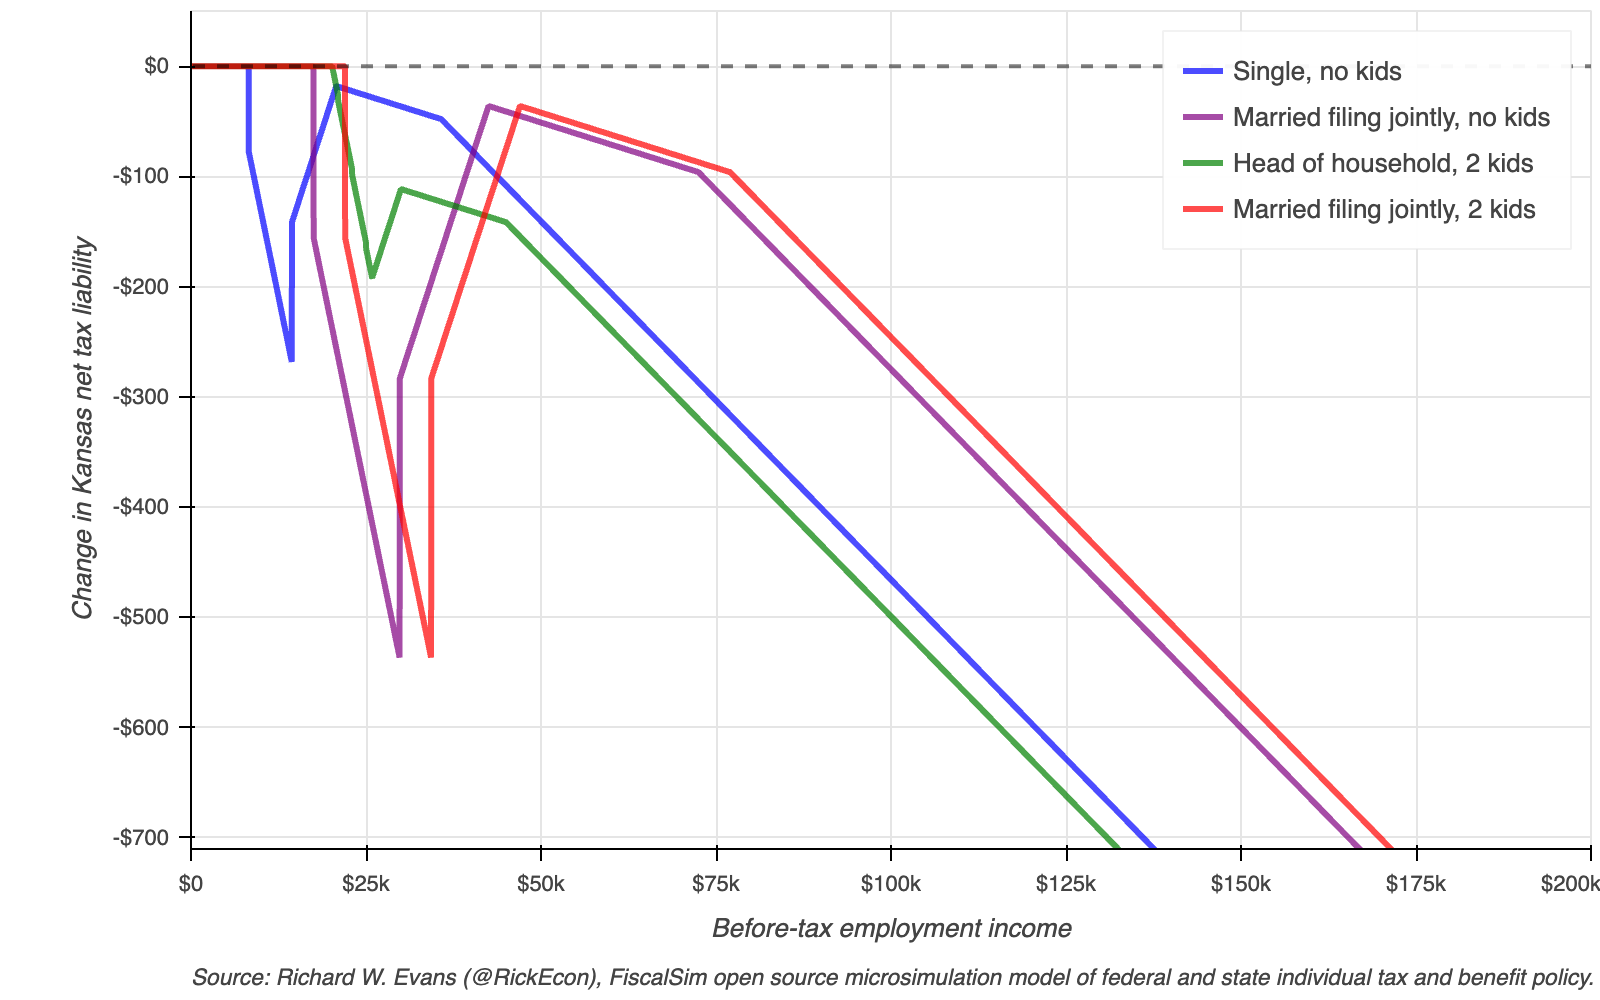 Change in Kansas net tax liability
$0
-$100
-$200
-$300
-$400
-$500
-$600
-$700
Single, no kids
Married filing jointly, no kids
Head of household, 2 kids
Married filing jointly, 2 kids
$0 $25k $50k $75k $100k $125k $150k $175k $200k
Before-tax employment income
Source: Richard W. Evans (@RickEcon), FiscalSim open source microsimulation model of federal and state individual tax and benefit policy.